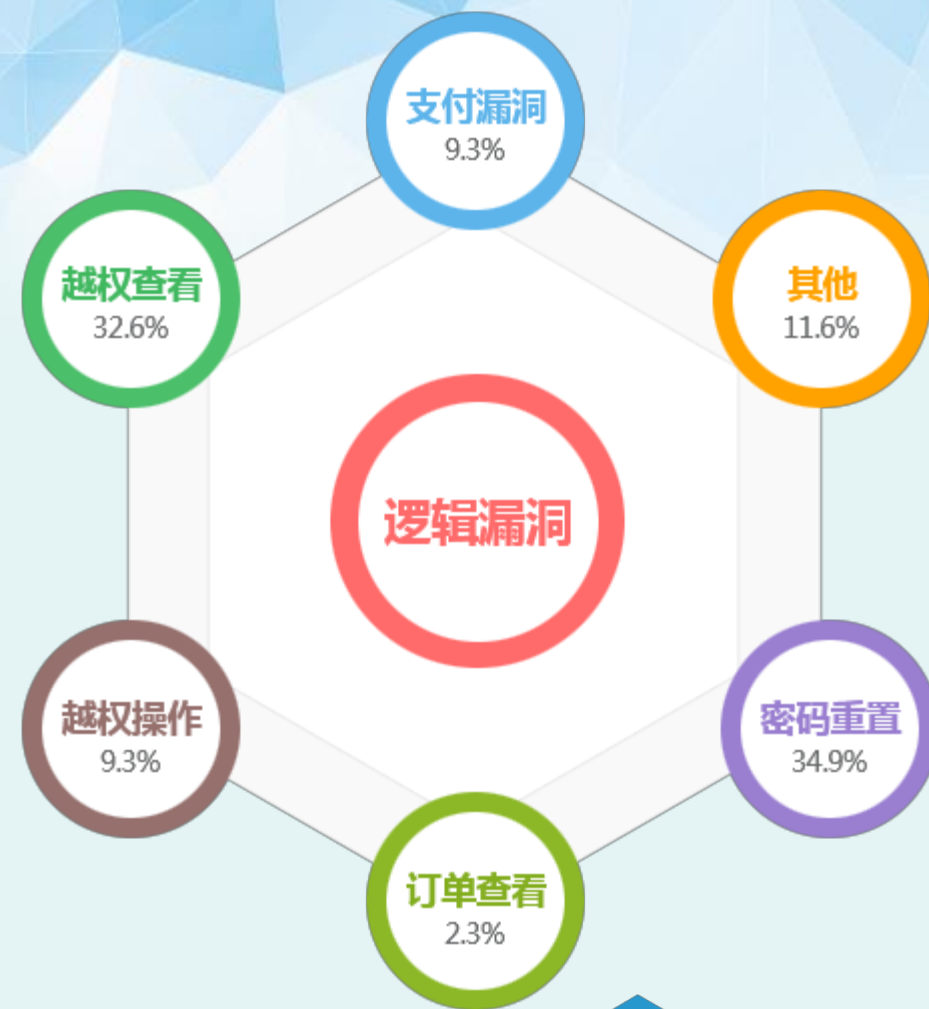 支付漏洞
9.3%
越权查看
32.6%
其他
11.6%
逻辑漏洞
越权操作
9.3%
密码重置
34.9%
订单查看
2.3%